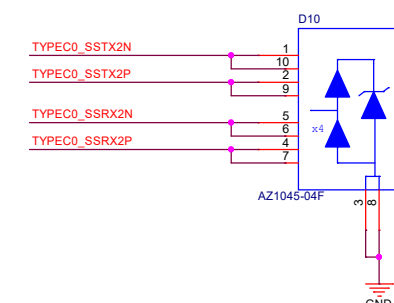 D10
TYPEC0_SSTX2N
1
10
TYPEC0_SSTX2P
2
9
TYPEC0_SSRX2N
5
6
x4
TYPEC0_SSRX2P
4
7
AZ1045-04F
3
8
GND